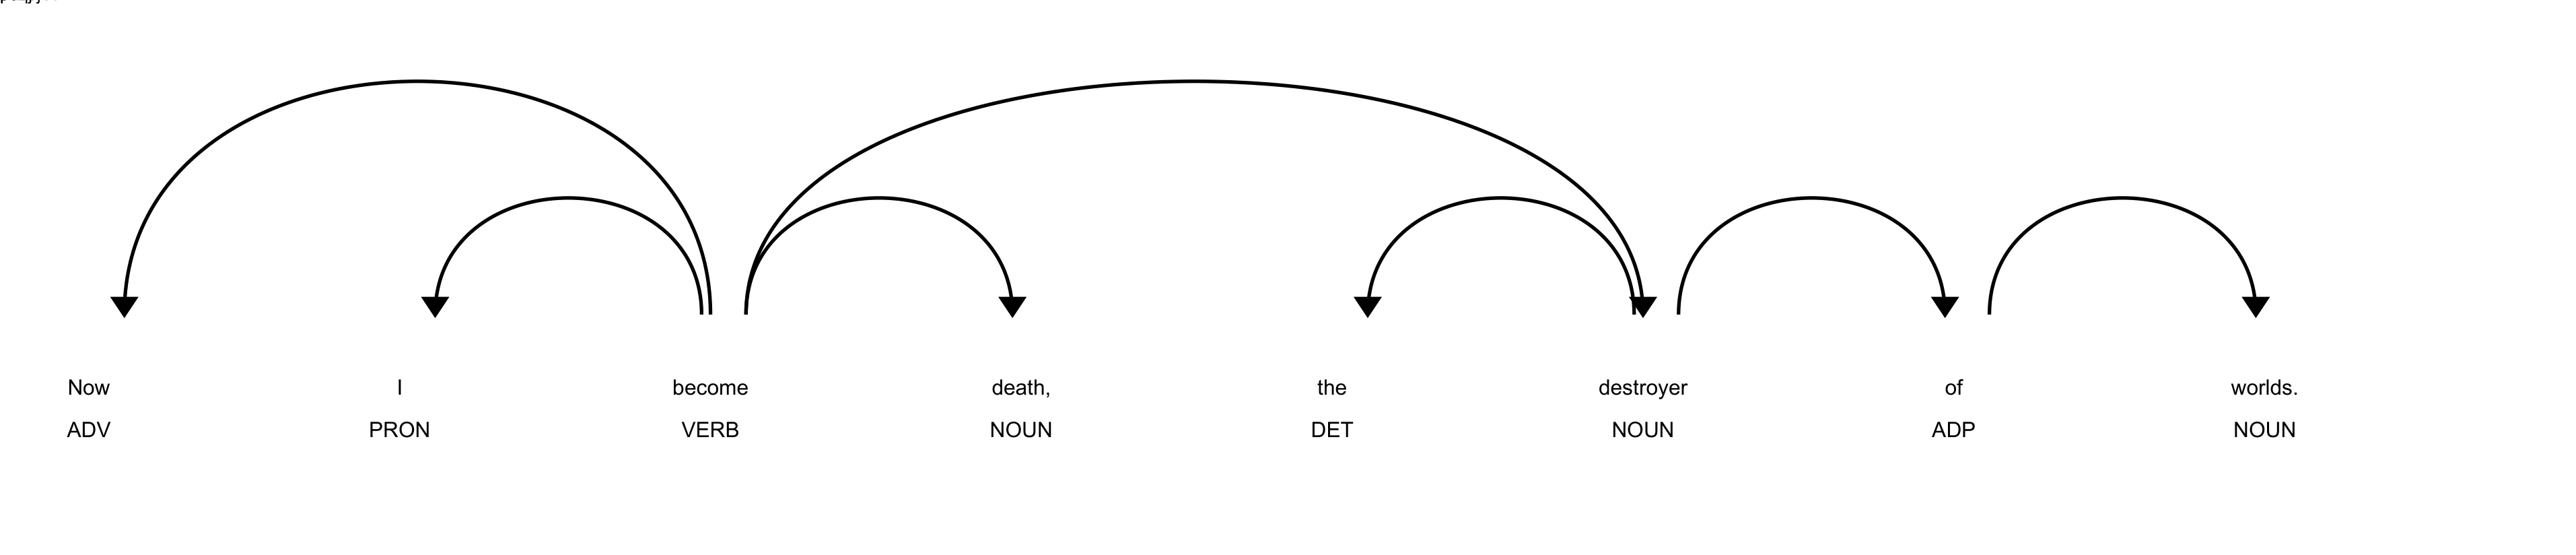 Now I become death, the destroyer of worlds.
ADV PRON VERB NOUN DET NOUN ADP NOUN